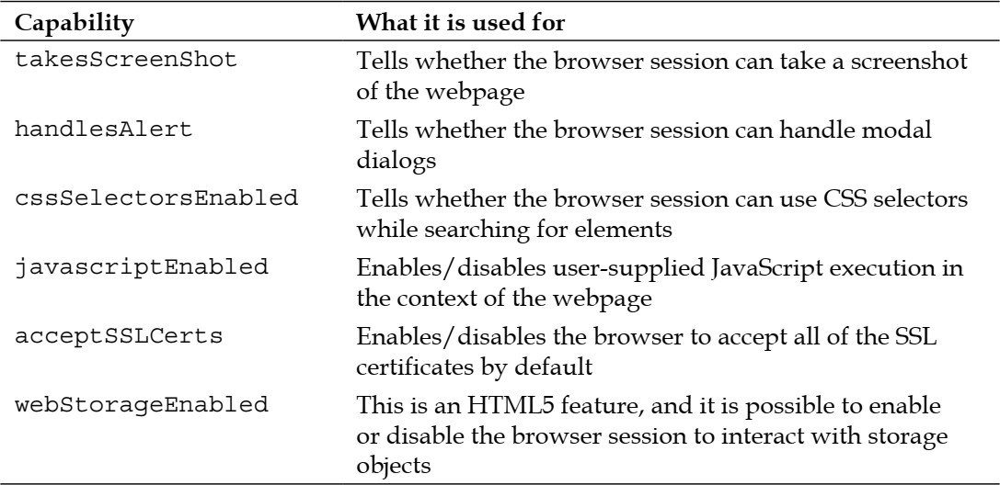 Capability What it is used for
takesScreenShot Tells whether the browser session can take a screenshot
of the webpage
handlesAlert Tells whether the browser session can handle modal
dialogs
cssSelectorsEnabled Tells whether the browser session can use CSS selectors
while searching for elements
javascriptEnabled Enables/disables user-supplied JavaScript execution in
the context of the webpage
acceptSSLCerts Enables/disables the browser to accept all of the SSL
certificates by default
webStorageEnabled This is an HTML5 feature, and it is possible to enable
or disable the browser session to interact with storage
objects